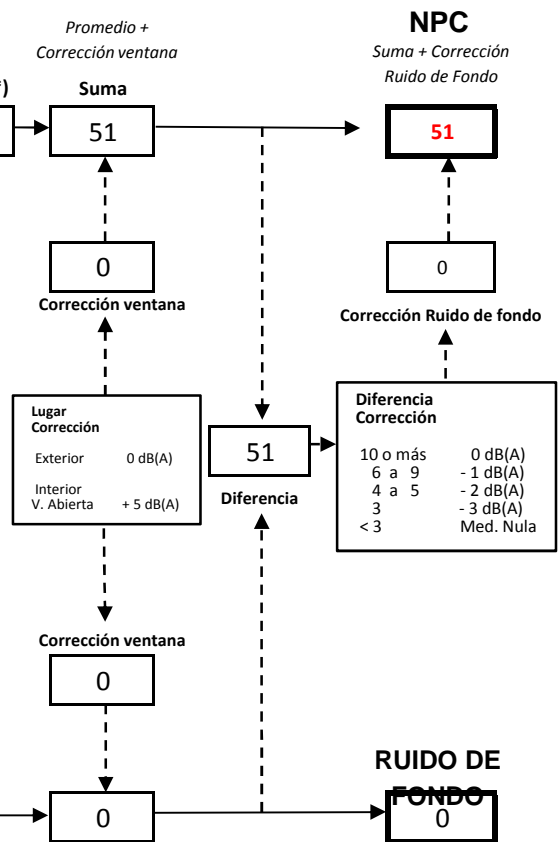 Promedio +
Corrección ventana
NPC
Suma + Corrección
Ruido de Fondo
)
Suma
51
51
0
0
Corrección ventana
Corrección Ruido de fondo
Lugar
Corrección
Exterior 0 dB(A)
Interior
V. Abierta + 5 dB(A)
51
Diferencia
Diferencia
Corrección
10 o más 0 dB(A)
6 a 9 - 1 dB(A)
4 a 5 - 2 dB(A)
3 - 3 dB(A)
< 3 Med. Nula
Corrección ventana
0
RUIDO DE
FONDO
0
0